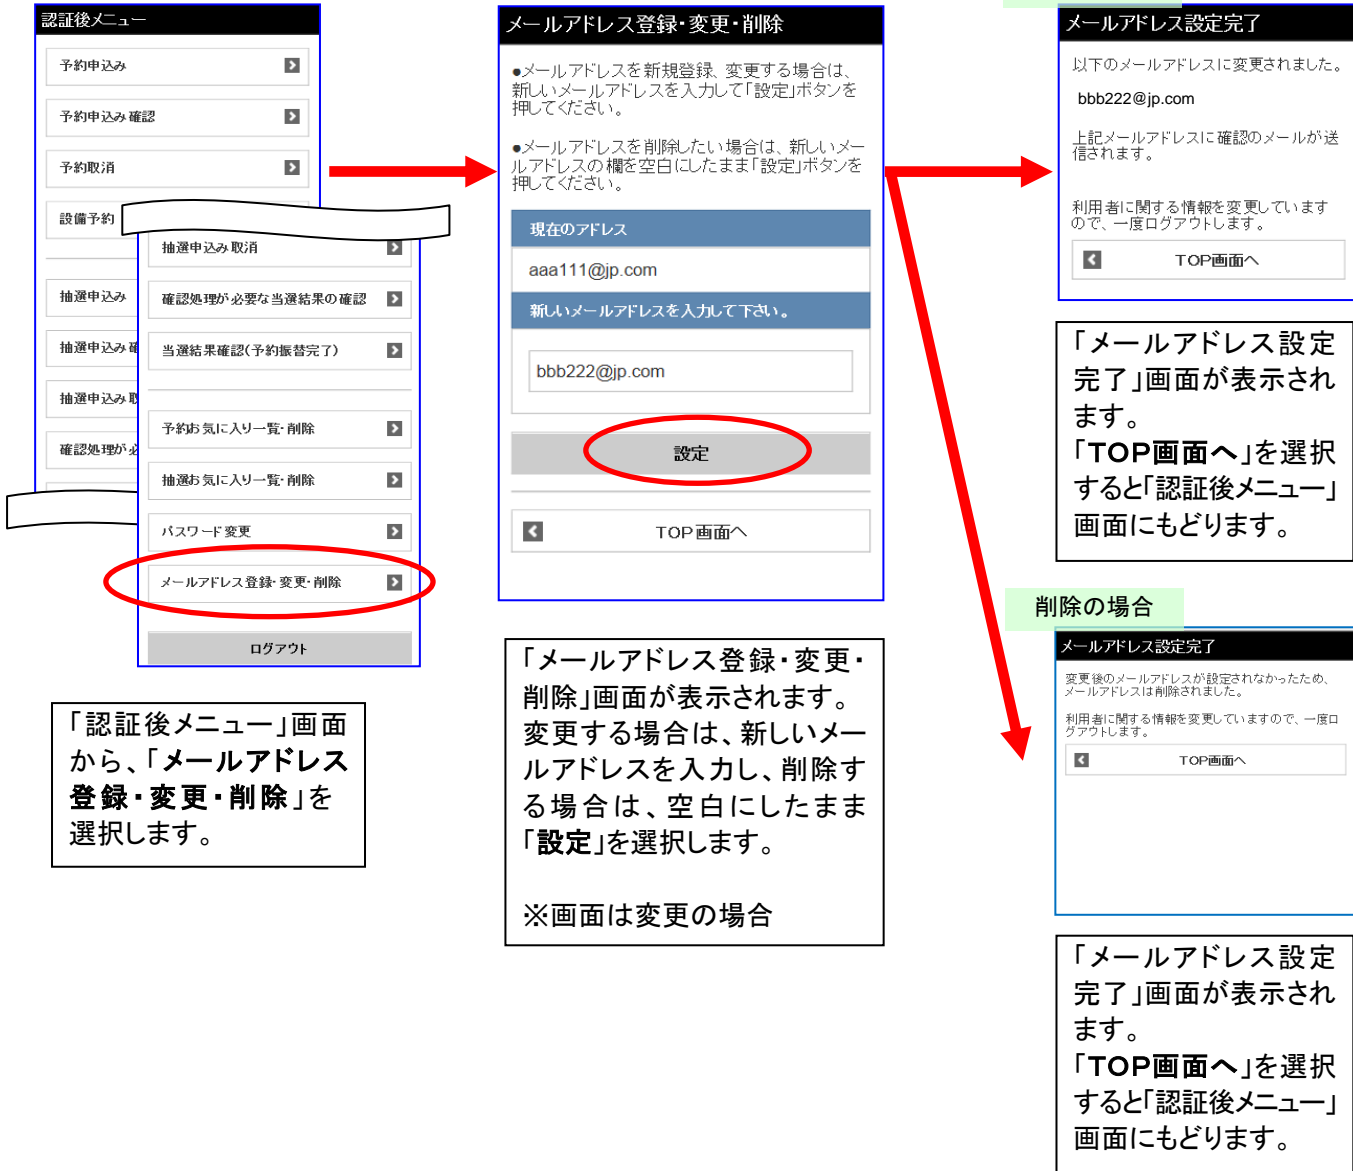 認証後メニュー
予約申込み
予約申込み確認
予約取消
設備予約
抽選申込み
抽選申込み確
抽選申込み取
確認処理が必
抽選申込み取消
確認処理が必要な当選結果の確認
当選結果確認(予約振替完了)
予約お気に入り一覧・削除
抽選お気に入り一覧・削除
パスワード変更
メールアドレス登録・変更・削除
ログアウト
「認証後メニュー」画面
から、「メールアドレス
登録・変更・削除」を
選択します。
メールアドレス登録・変更・削除
●メールアドレスを新規登録、変更する場合は、
新しいメールアドレスを入力して「設定」ボタンを
押してください。
●メールアドレスを削除したい場合は、新しいメー
ルアドレスの欄を空白にしたまま「設定」ボタンを
押してください。
現在のアドレス
aaa111@jp.com
新しいメールアドレスを入力して下さい。
bbb222@jp.com
設定
TOP画面へ
「メールアドレス登録・変更・
削除」画面が表示されます。
変更する場合は、新しいメー
ルアドレスを入力し、削除す
る場合は、空白にしたまま
「設定」を選択します。
※画面は変更の場合
メールアドレス設定完了
以下のメールアドレスに変更されました。
bbb222@jp.com
上記メールアドレスに確認のメールが送
信されます。
利用者に関する情報を変更しています
ので、一度ログアウトします。
TOP画面へ
「メールアドレス設定
完了」画面が表示され
ます。
「TOP画面へ」を選択
すると「認証後メニュー」
画面にもどります。
削除の場合
メールアドレス設定完了
変更後のメールアドレスが設定されなかったため、
メールアドレスは削除されました。
利用者に関する情報を変更していますので、一度ロ
グアウトします。
TOP画面へ
「メールアドレス設定
完了」画面が表示され
ます。
「TOP画面へ」を選択
すると「認証後メニュー」
画面にもどります。